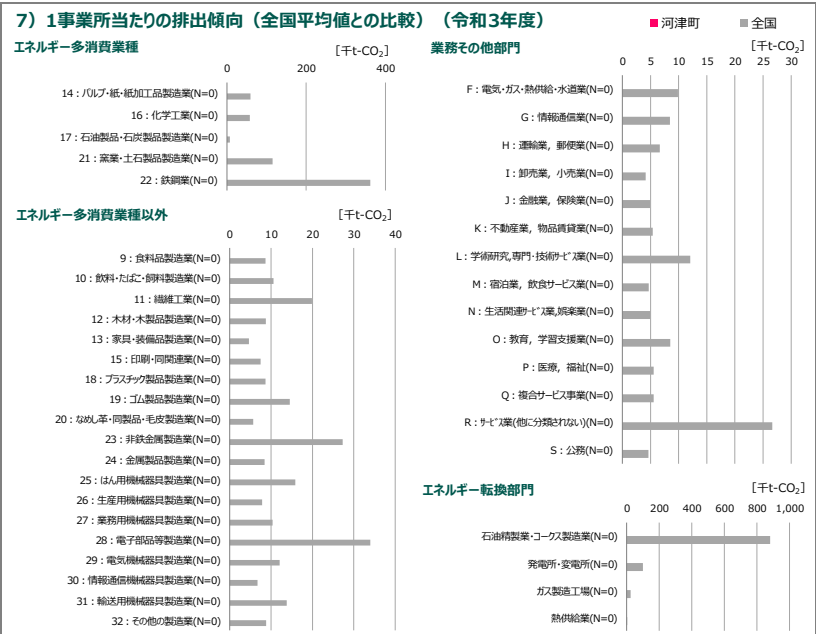 7）1事業所当たりの排出傾向（全国平均値との比較）（令和3年度）
■河津町 ■全国
エネルギー多消費業種
[千t-CO₂]
0 200 400
14：パルプ・紙・紙加工品製造業(N=0)
16：化学工業(N=0)
17：石油製品・石炭製品製造業(N=0)
21：窯業・土石製品製造業(N=0)
22：鉄鋼業(N=0)
エネルギー多消費業種以外
[千t-CO₂]
0 10 20 30 40
9：食料品製造業(N=0)
10：飲料・たばこ・飼料製造業(N=0)
11：繊維工業(N=0)
12：木材・木製品製造業(N=0)
13：家具・装備品製造業(N=0)
15：印刷・同関連業(N=0)
18：プラスチック製品製造業(N=0)
19：ゴム製品製造業(N=0)
20：なめし革・同製品・毛皮製造業(N=0)
23：非鉄金属製造業(N=0)
24：金属製品製造業(N=0)
25：はん用機械器具製造業(N=0)
26：生産用機械器具製造業(N=0)
27：業務用機械器具製造業(N=0)
28：電子部品等製造業(N=0)
29：電気機械器具製造業(N=0)
30：情報通信機械器具製造業(N=0)
31：輸送用機械器具製造業(N=0)
32：その他の製造業(N=0)
業務その他部門
[千t-CO₂]
0 5 10 15 20 25 30
F：電気・ガス・熱供給・水道業(N=0)
G：情報通信業(N=0)
H：運輸業，郵便業(N=0)
I：卸売業，小売業(N=0)
J：金融業，保険業(N=0)
K：不動産業，物品賃貸業(N=0)
L：学術研究,専門・技術ｻｰﾋﾞｽ業(N=0)
M：宿泊業，飲食サービス業(N=0)
N：生活関連ｻｰﾋﾞｽ業,娯楽業(N=0)
O：教育，学習支援業(N=0)
P：医療，福祉(N=0)
Q：複合サービス事業(N=0)
R：ｻｰﾋﾞｽ業(他に分類されない)(N=0)
S：公務(N=0)
エネルギー転換部門
[千t-CO₂]
0 200 400 600 800 1,000
石油精製業・コークス製造業(N=0)
発電所・変電所(N=0)
ガス製造工場(N=0)
熱供給業(N=0)